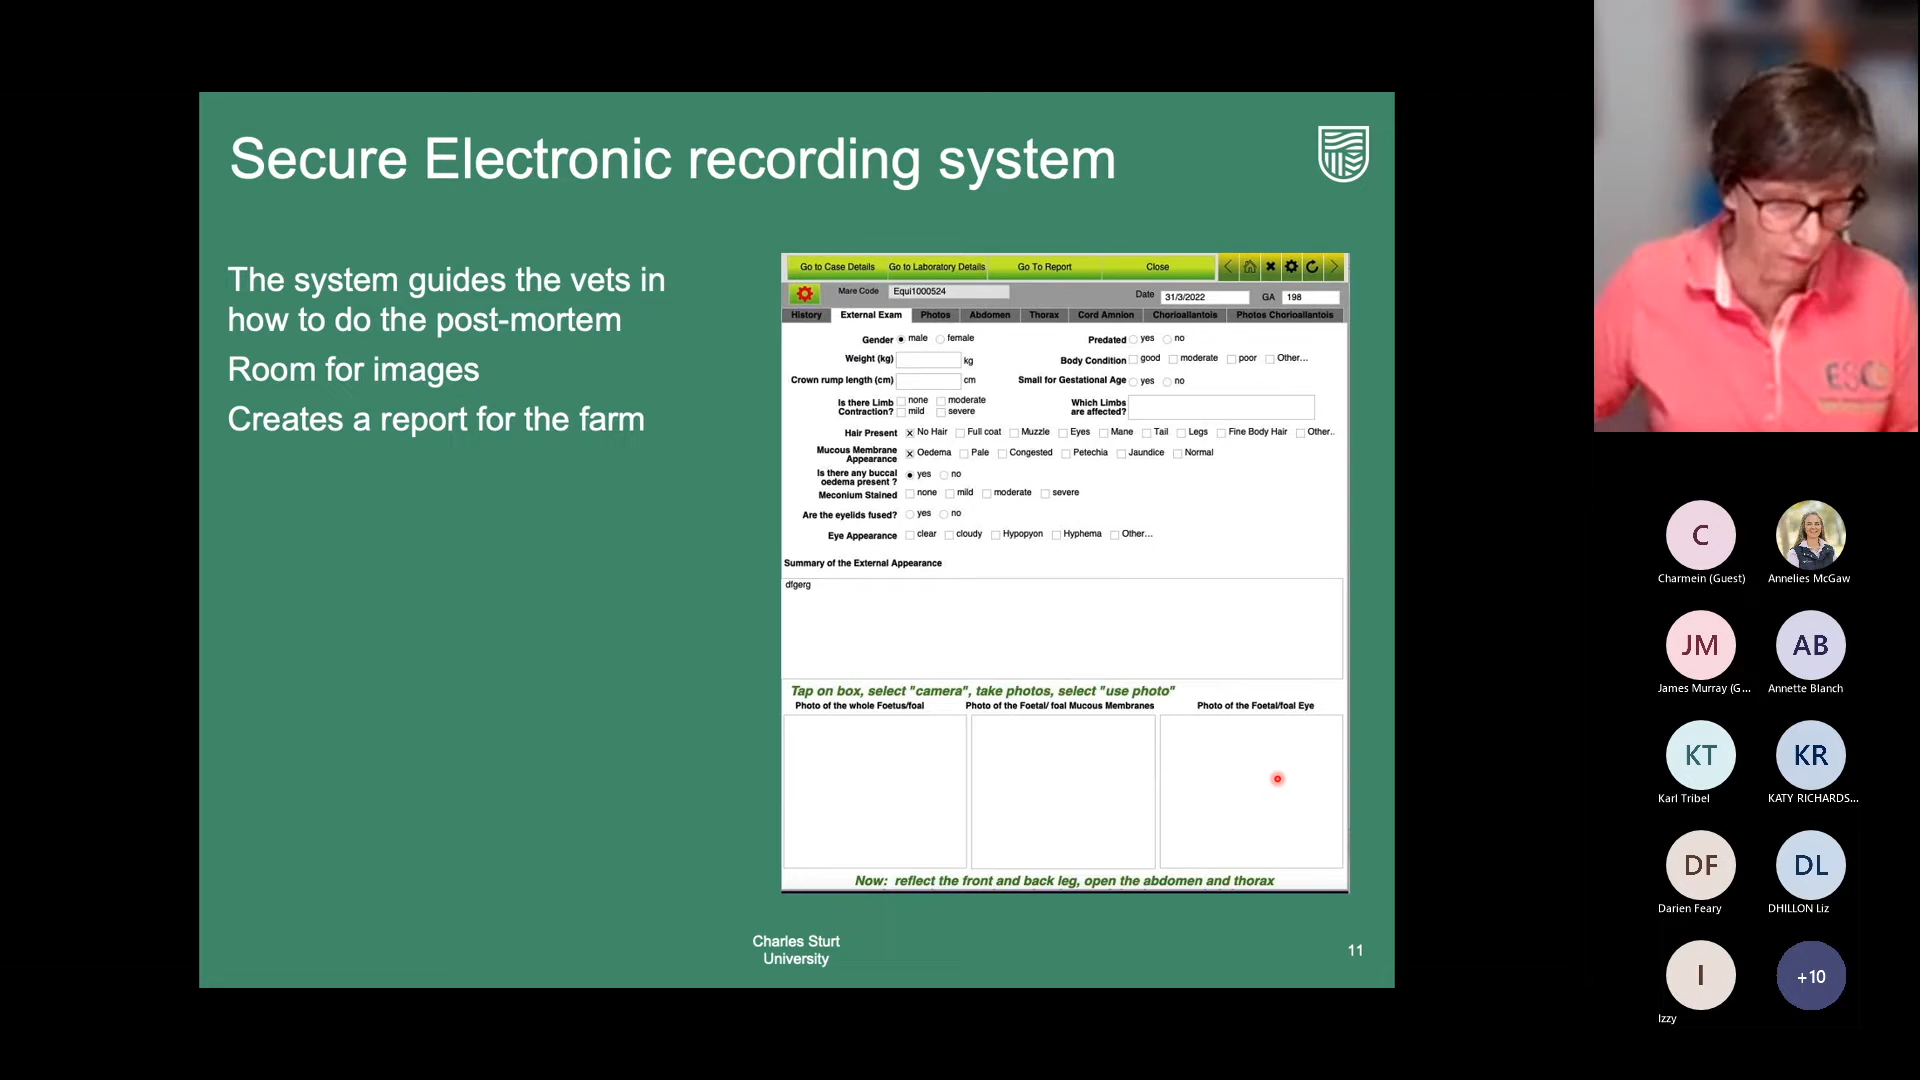 Secure Electronic recording system
The system guides the vets in
how to do the post-mortem
Room for images
Creates a report for the farm
Go to Case Details Go to Laboratory Details Go To Report Close
Mare Code Equi1000524 Date 31/3/2022 GA 198
History External Exam Photos Abdomen Thorax Cord Amnion Chorioallantois Photos Chorioallantois
Gender male female Predated yes no
Weight (kg) kg Body Condition good moderate poor Other...
Crown rump length (cm) cm Small for Gestational Age yes no
Is there Limb Contraction? none moderate mild severe Which Limbs are affected?
Hair Present No Hair Full coat Muzzle Eyes Mane Tail Legs Fine Body Hair Other..
Mucous Membrane Appearance Oedema Pale Congested Petechia Jaundice Normal
Is there any buccal oedema present ? yes no
Meconium Stained none mild moderate severe
Are the eyelids fused? yes no
Eye Appearance clear cloudy Hypopyon Hyphema Other...
Summary of the External Appearance
dfgerg
Tap on box, select "camera", take photos, select "use photo"
Photo of the whole Foetus/foal Photo of the Foetal/ foal Mucous Membranes Photo of the Foetal/foal Eye
Now: reflect the front and back leg, open the abdomen and thorax
Charles Sturt
University
11
C
Charmein (Guest) Annelies McGaw
JM AB
James Murray (G... Annette Blanch
KT KR
Karl Tribel KATY RICHARDS...
DF DL
Darien Feary DHILLON Liz
I +10
Izzy